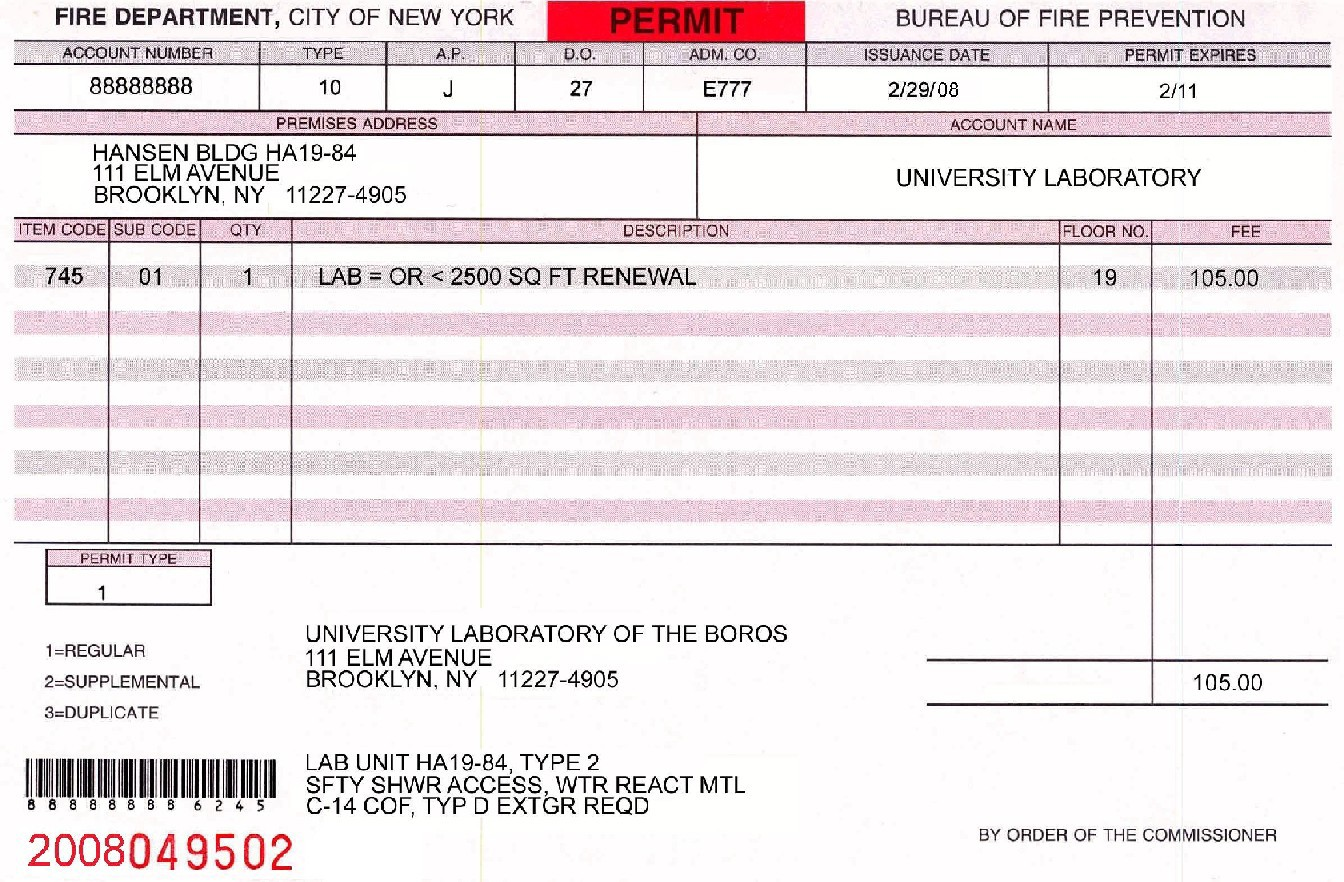 FIRE DEPARTMENT, CITY OF NEW YORK PERMIT BUREAU OF FIRE PREVENTION
ACCOUNT NUMBER TYPE A.P. D.O. ADM. CO. ISSUANCE DATE PERMIT EXPIRES
88888888 10 J 27 E777 2/29/08 2/11
PREMISES ADDRESS ACCOUNT NAME
HANSEN BLDG HA19-84
111 ELM AVENUE
BROOKLYN, NY 11227-4905
UNIVERSITY LABORATORY
ITEM CODE SUB CODE QTY DESCRIPTION FLOOR NO. FEE
745 01 1 LAB = OR < 2500 SQ FT RENEWAL 19 105.00
PERMIT TYPE
1
1=REGULAR
2=SUPPLEMENTAL
3=DUPLICATE
UNIVERSITY LABORATORY OF THE BOROS
111 ELM AVENUE
BROOKLYN, NY 11227-4905
105.00
LAB UNIT HA19-84, TYPE 2
SFTY SHWR ACCESS, WTR REACT MTL
C-14 COF, TYP D EXTGR REQD
8 8 8 8 8 8 8 8 6 2 4 5
2008049502
BY ORDER OF THE COMMISSIONER